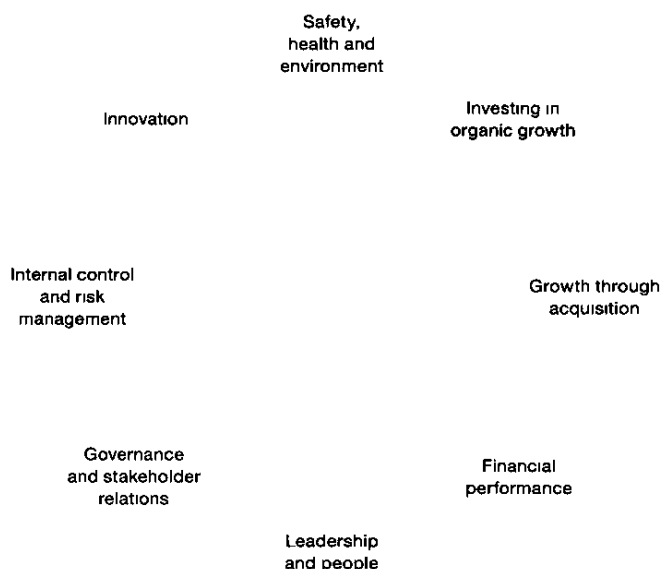 Safety,
health and
environment
Innovation
Investing in
organic growth
Internal control
and risk
management
Growth through
acquisition
Governance
and stakeholder
relations
Financial
performance
Leadership
and people